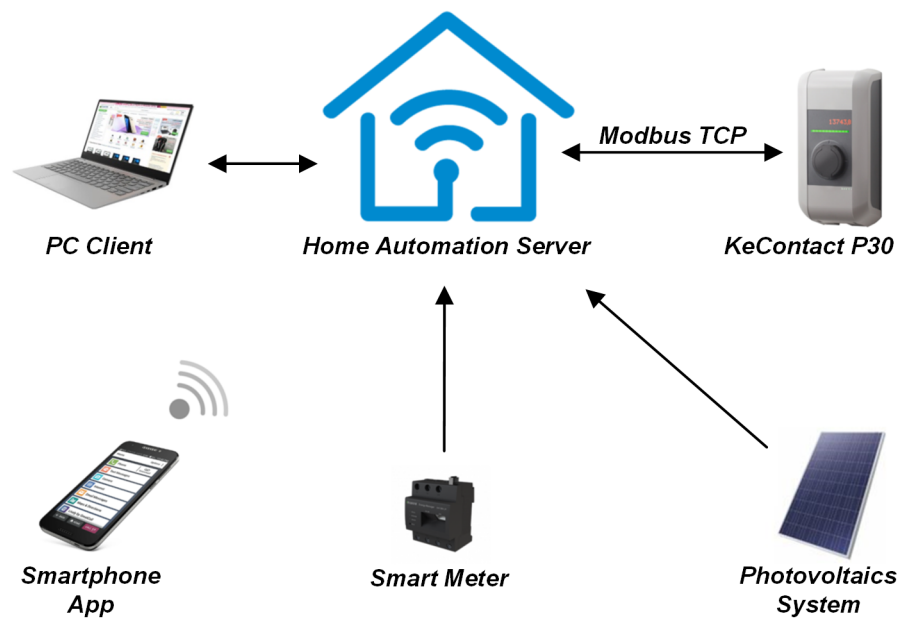 Modbus TCP
PC Client
Home Automation Server
KeContact P30
Smartphone
App
Smart Meter
Photovoltaics
System